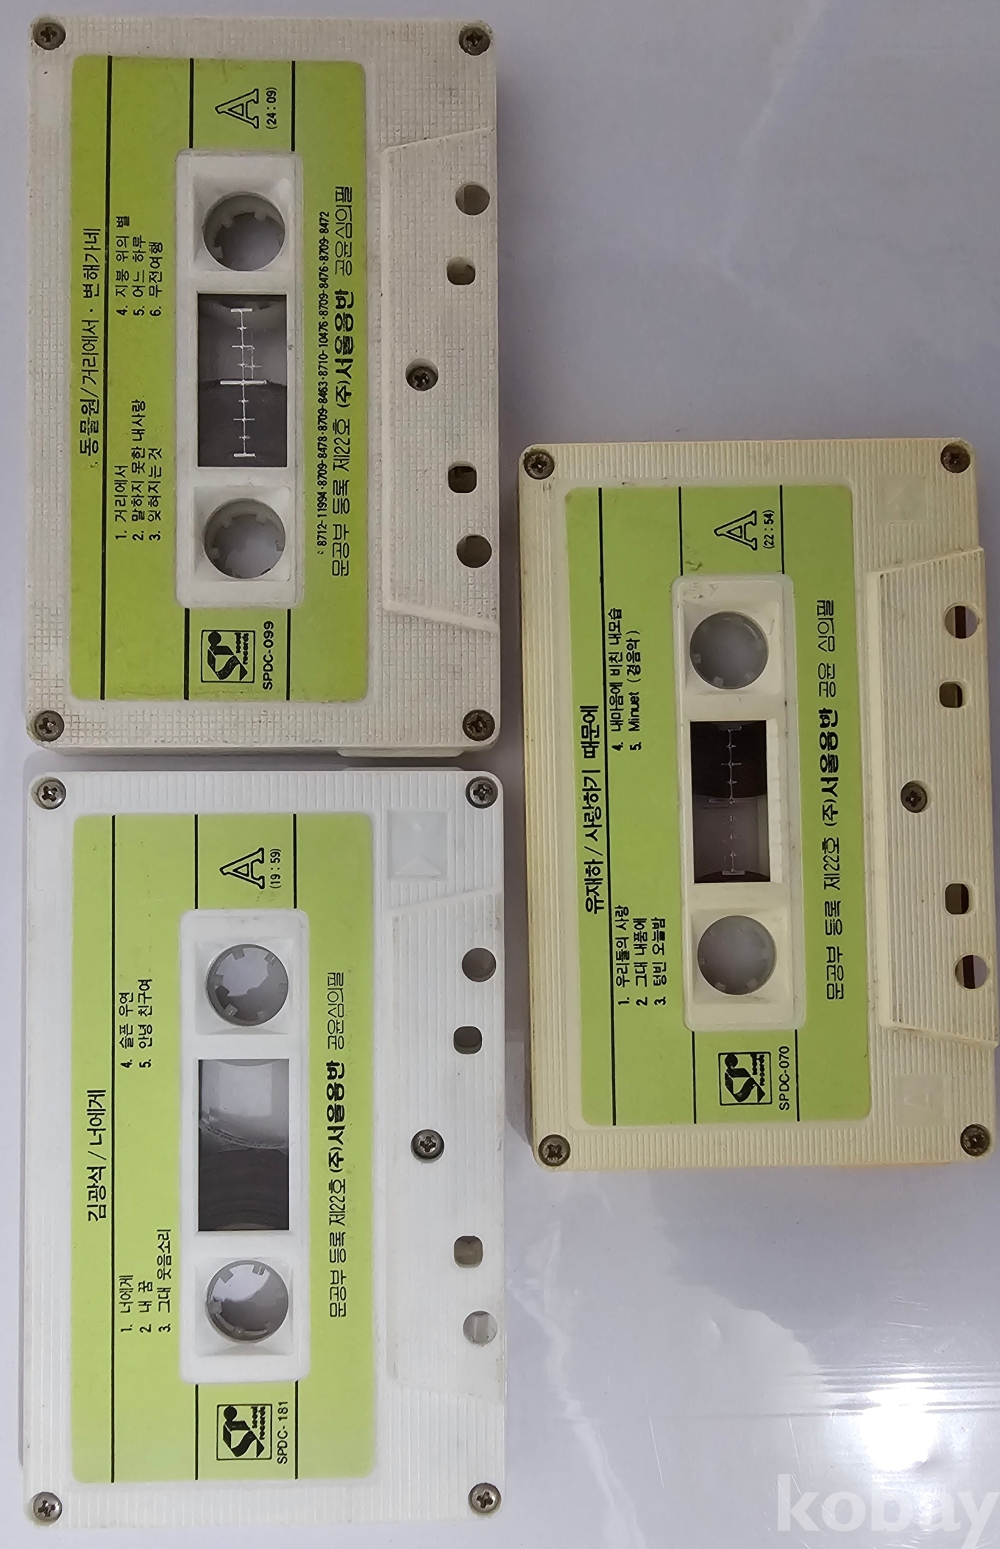 동물원/거리에서·변해가네
1. 거리에서
2. 말하지 못한 내사랑
3. 잊혀지는 것
4. 지붕 위의 별
5. 어느 하루
6. 무전여행
A
(24:09)
Sr
seoul records
SPDC-099
8712-11994·8709-8478·8709-8463·8710-10476·8709-8476·8709-8472
문공부 등록 제22호 (주)서울음반 공윤심의필
김광석/너에게
1. 너에게
2. 내 꿈
3. 그대 웃음소리
4. 슬픈 우연
5. 안녕 친구여
A
(19:59)
Sr
seoul records
SPDC-181
문공부 등록 제22호 (주)서울음반 공윤심의필
유재하/사랑하기 때문에
1. 우리들의 사랑
2. 그대 내품에
3. 텅빈 오늘밤
4. 내마음에 비친 내모습
5. Minuet (경음악)
A
(22:54)
Sr
seoul records
SPDC-070
문공부 등록 제22호 (주)서울음반 공윤 심의필
kobay